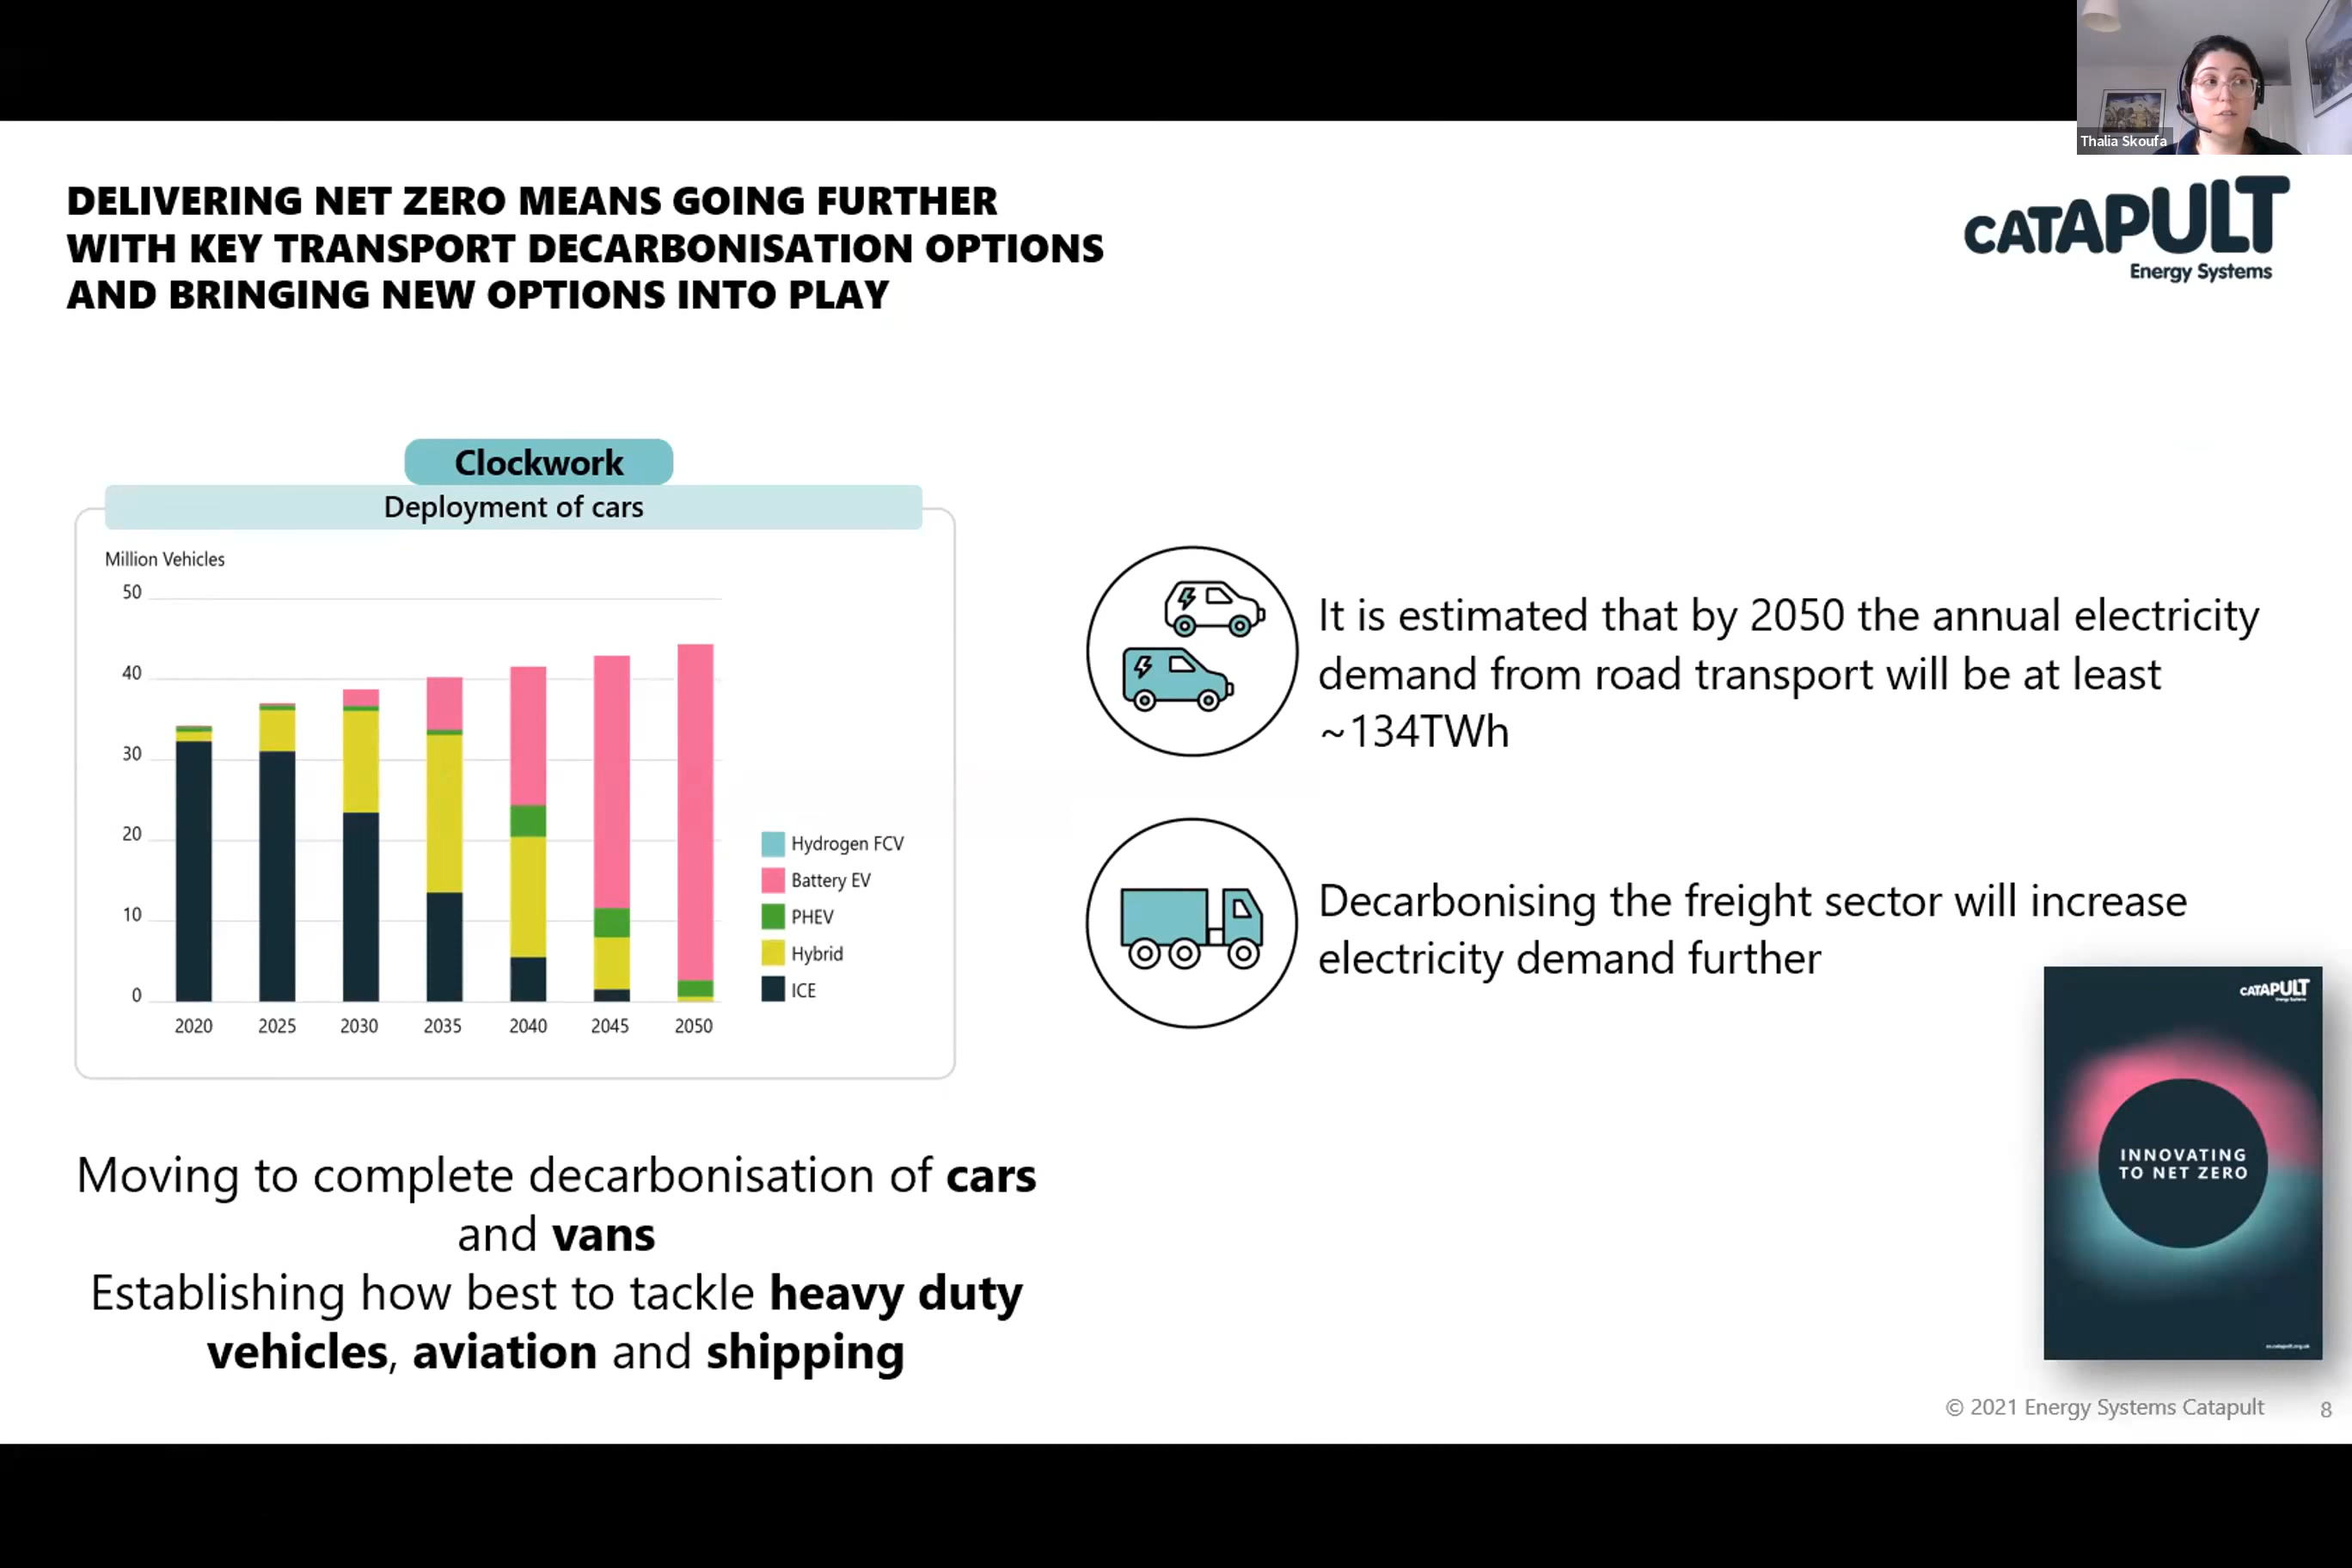 Thalia Skoufa
DELIVERING NET ZERO MEANS GOING FURTHER
WITH KEY TRANSPORT DECARBONISATION OPTIONS
AND BRINGING NEW OPTIONS INTO PLAY
CATAPULT
Energy Systems
Clockwork
Deployment of cars
Million Vehicles
50
40
30
20
10
0
2020 2025 2030 2035 2040 2045 2050
Hydrogen FCV
Battery EV
PHEV
Hybrid
ICE
It is estimated that by 2050 the annual electricity
demand from road transport will be at least
~134TWh
Decarbonising the freight sector will increase
electricity demand further
Moving to complete decarbonisation of cars
and vans
Establishing how best to tackle heavy duty
vehicles, aviation and shipping
CATAPULT
Energy Systems
INNOVATING
TO NET ZERO
© 2021 Energy Systems Catapult 8